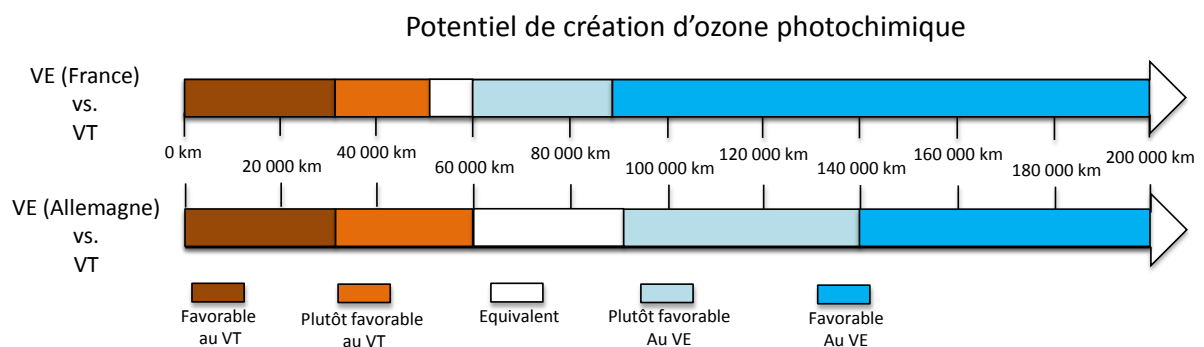 Potentiel de création d’ozone photochimique
VE (France)
vs.
VT
0 km
20 000 km
40 000 km
60 000 km
80 000 km
100 000 km
120 000 km
140 000 km
160 000 km
180 000 km
200 000 km
VE (Allemagne)
vs.
VT
Favorable
au VT
Plutôt favorable
au VT
Equivalent
Plutôt favorable
Au VE
Favorable
Au VE